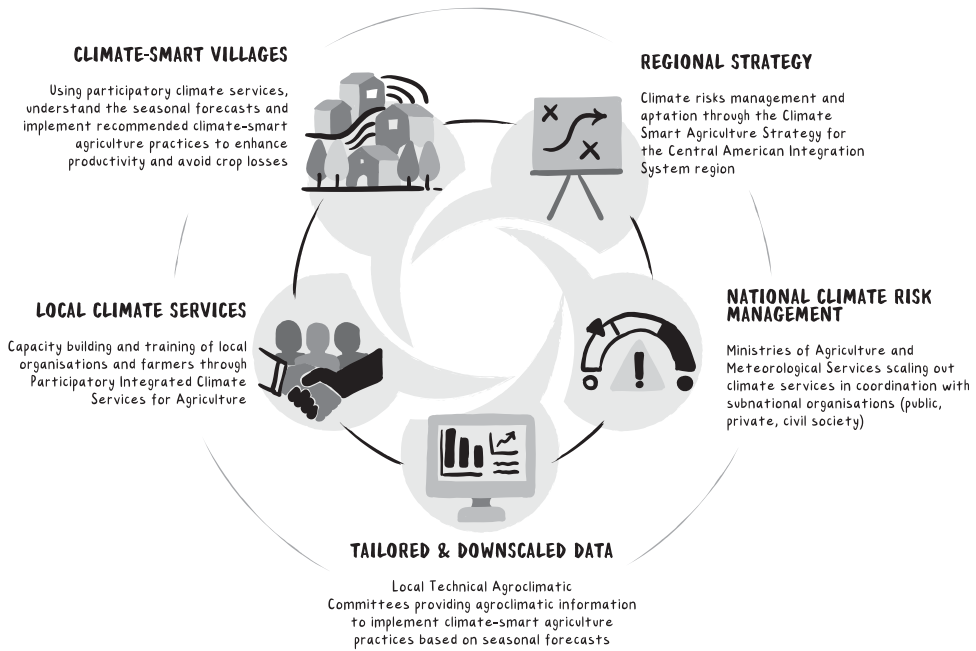 CLIMATE-SMART VILLAGES
Using participatory climate services,
understand the seasonal forecasts and
implement recommended climate-smart
agriculture practices to enhance
productivity and avoid crop losses
REGIONAL STRATEGY
Climate risks management and
aptation through the Climate
Smart Agriculture Strategy for
the Central American Integration
System region
LOCAL CLIMATE SERVICES
Capacity building and training of local
organisations and farmers through
Participatory Integrated Climate
Services for Agriculture
NATIONAL CLIMATE RISK
MANAGEMENT
Ministries of Agriculture and
Meteorological Services scaling out
climate services in coordination with
subnational organisations (public,
private, civil society)
TAILORED & DOWNSCALED DATA
Local Technical Agroclimatic
Committees providing agroclimatic information
to implement climate-smart agriculture
practices based on seasonal forecasts